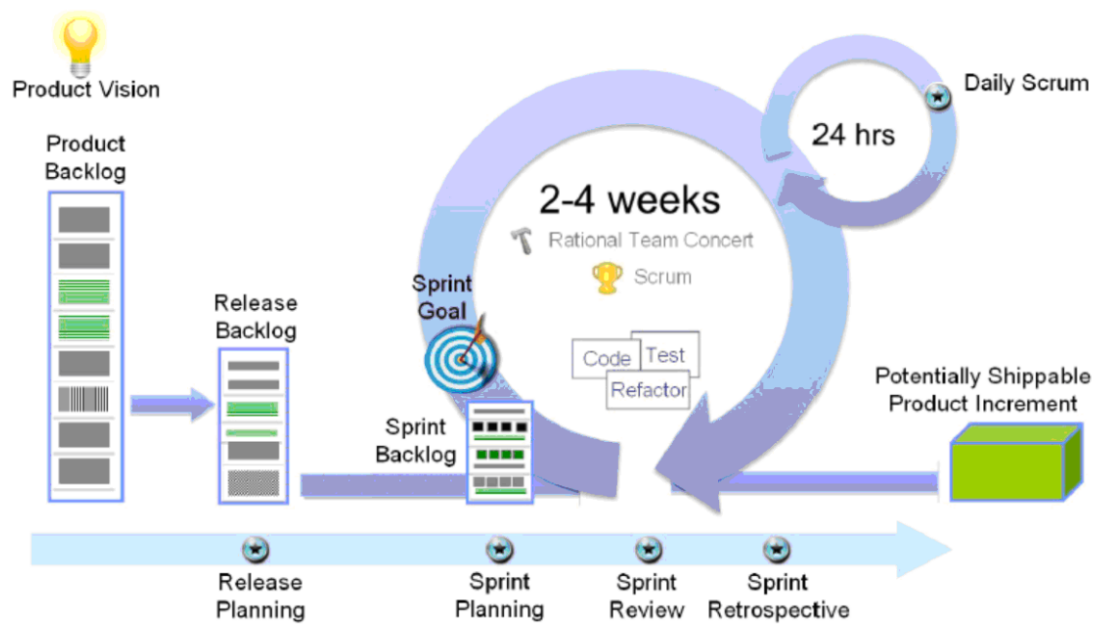 Product Vision
Product
Backlog
Release
Backlog
Sprint
Goal
Sprint
Backlog
2-4 weeks
Rational Team Concert
Scrum
Code
Test
Refactor
24 hrs
Daily Scrum
Potentially Shippable
Product Increment
Release
Planning
Sprint
Planning
Sprint
Review
Sprint
Retrospective